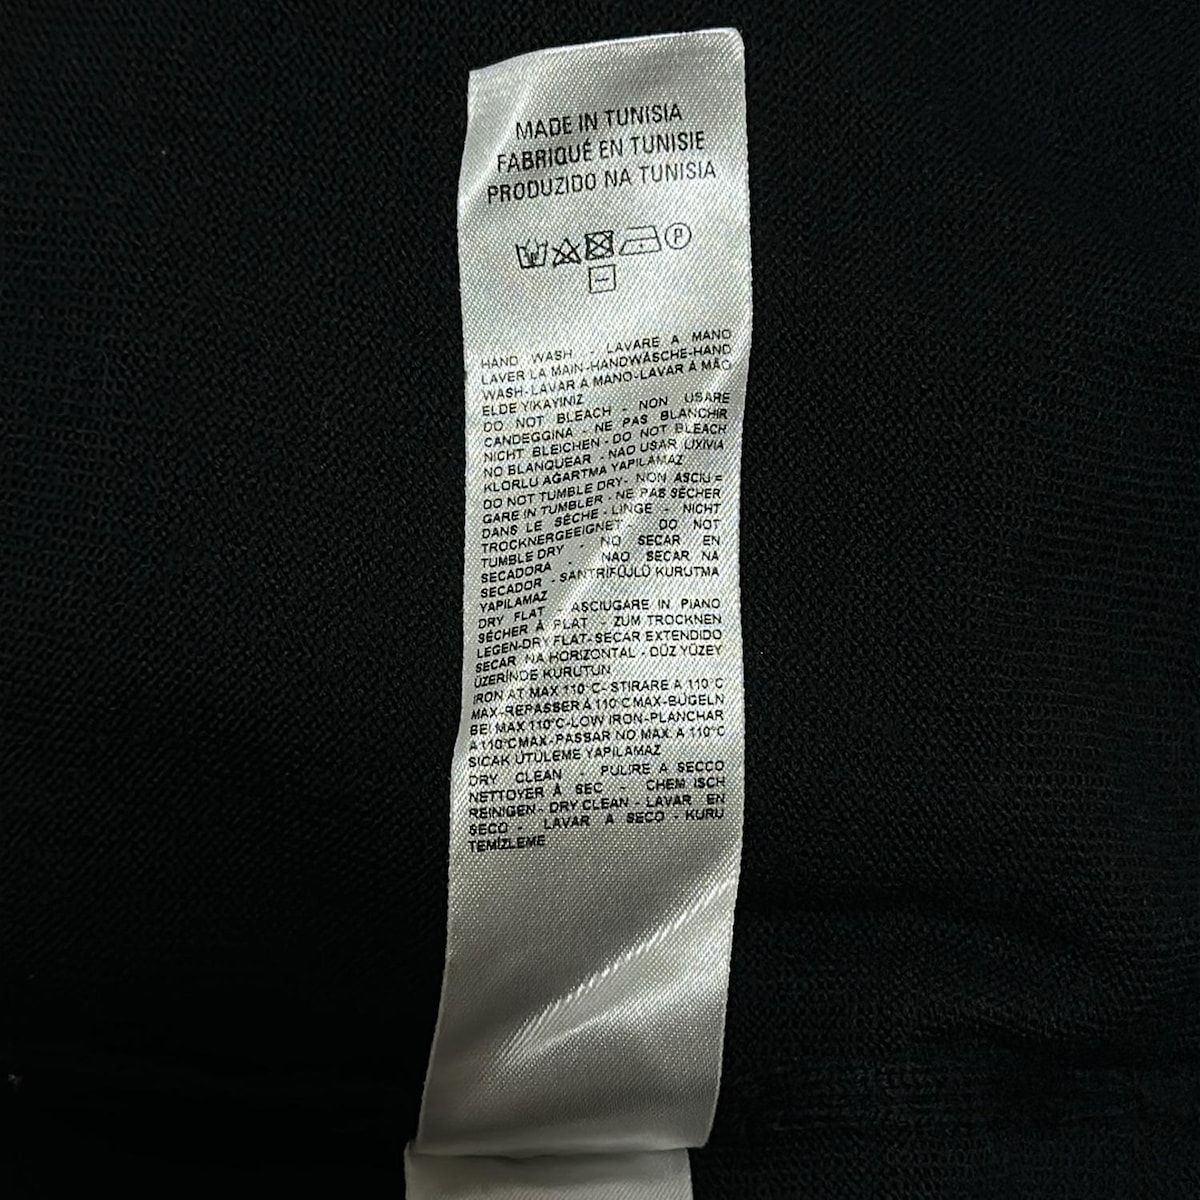 MADE IN TUNISIA
FABRIQUÉ EN TUNISIE
PRODUZIDO NA TUNISIA
P
HAND WASH - LAVARE A MANO
LAVER LA MAIN-HANDWÄSCHE-HAND
WASH-LAVAR A MANO-LAVAR A MÃO
ELDE YIKAYINIZ
DO NOT BLEACH - NON USARE
CANDEGGINA - NE PAS BLANCHIR
NICHT BLEICHEN - DO NOT BLEACH
NO BLANQUEAR - NAO USAR LIXIVIA
KLORLU AĞARTMA YAPILAMAZ
DO NOT TUMBLE DRY- NON ASCIU=
GARE IN TUMBLER - NE PAS SÉCHER
DANS LE SÉCHE - LINGE - NICHT
TROCKNERGEEIGNET - DO NOT
TUMBLE DRY - NO SECAR EN
SECADORA - NAO SECAR NA
SECADOR - SANTRİFÜJLÜ KURUTMA
YAPILAMAZ
DRY FLAT - ASCIUGARE IN PIANO
SÉCHER À PLAT - ZUM TROCKNEN
LEGEN-DRY FLAT-SECAR EXTENDIDO
SECAR NA HORIZONTAL - DÜZ YÜZEY
ÜZERİNDE KURUTUN
IRON AT MAX 110°C- STIRARE A 110°C
MAX-REPASSER À 110°C MAX-BÜGELN
BEI MAX 110°C-LOW IRON-PLANCHAR
A 110°C MAX-PASSAR NO MAX A 110°C
SICAK ÜTÜLEME YAPILAMAZ
DRY CLEAN - PULIRE A SECCO
NETTOYER À SEC - CHEM ISCH
REINIGEN- DRY CLEAN - LAVAR EN
SECO - LAVAR A SECO - KURU
TEMİZLEME